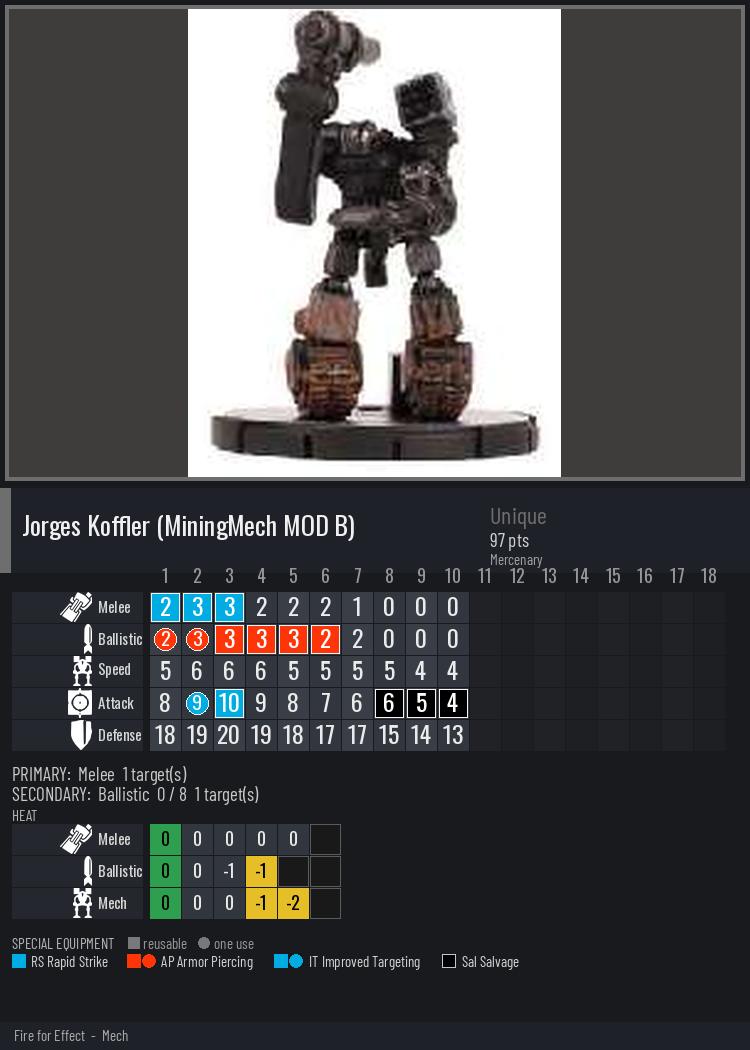 Jorges Koffler (MiningMech MOD B)
Unique
97 pts
Mercenary
1 2 3 4 5 6 7 8 9 10 11 12 13 14 15 16 17 18
Melee 2 3 3 2 2 2 1 0 0 0
Ballistic 2 3 3 3 3 2 2 0 0 0
Speed 5 6 6 6 5 5 5 5 4 4
Attack 8 9 10 9 8 7 6 6 5 4
Defense 18 19 20 19 18 17 17 15 14 13
PRIMARY: Melee 1 target(s)
SECONDARY: Ballistic 0 / 8 1 target(s)
HEAT
Melee 0 0 0 0 0
Ballistic 0 0 -1 -1
Mech 0 0 0 -1 -2
SPECIAL EQUIPMENT reusable one use
RS Rapid Strike AP Armor Piercing IT Improved Targeting Sal Salvage
Fire for Effect - Mech